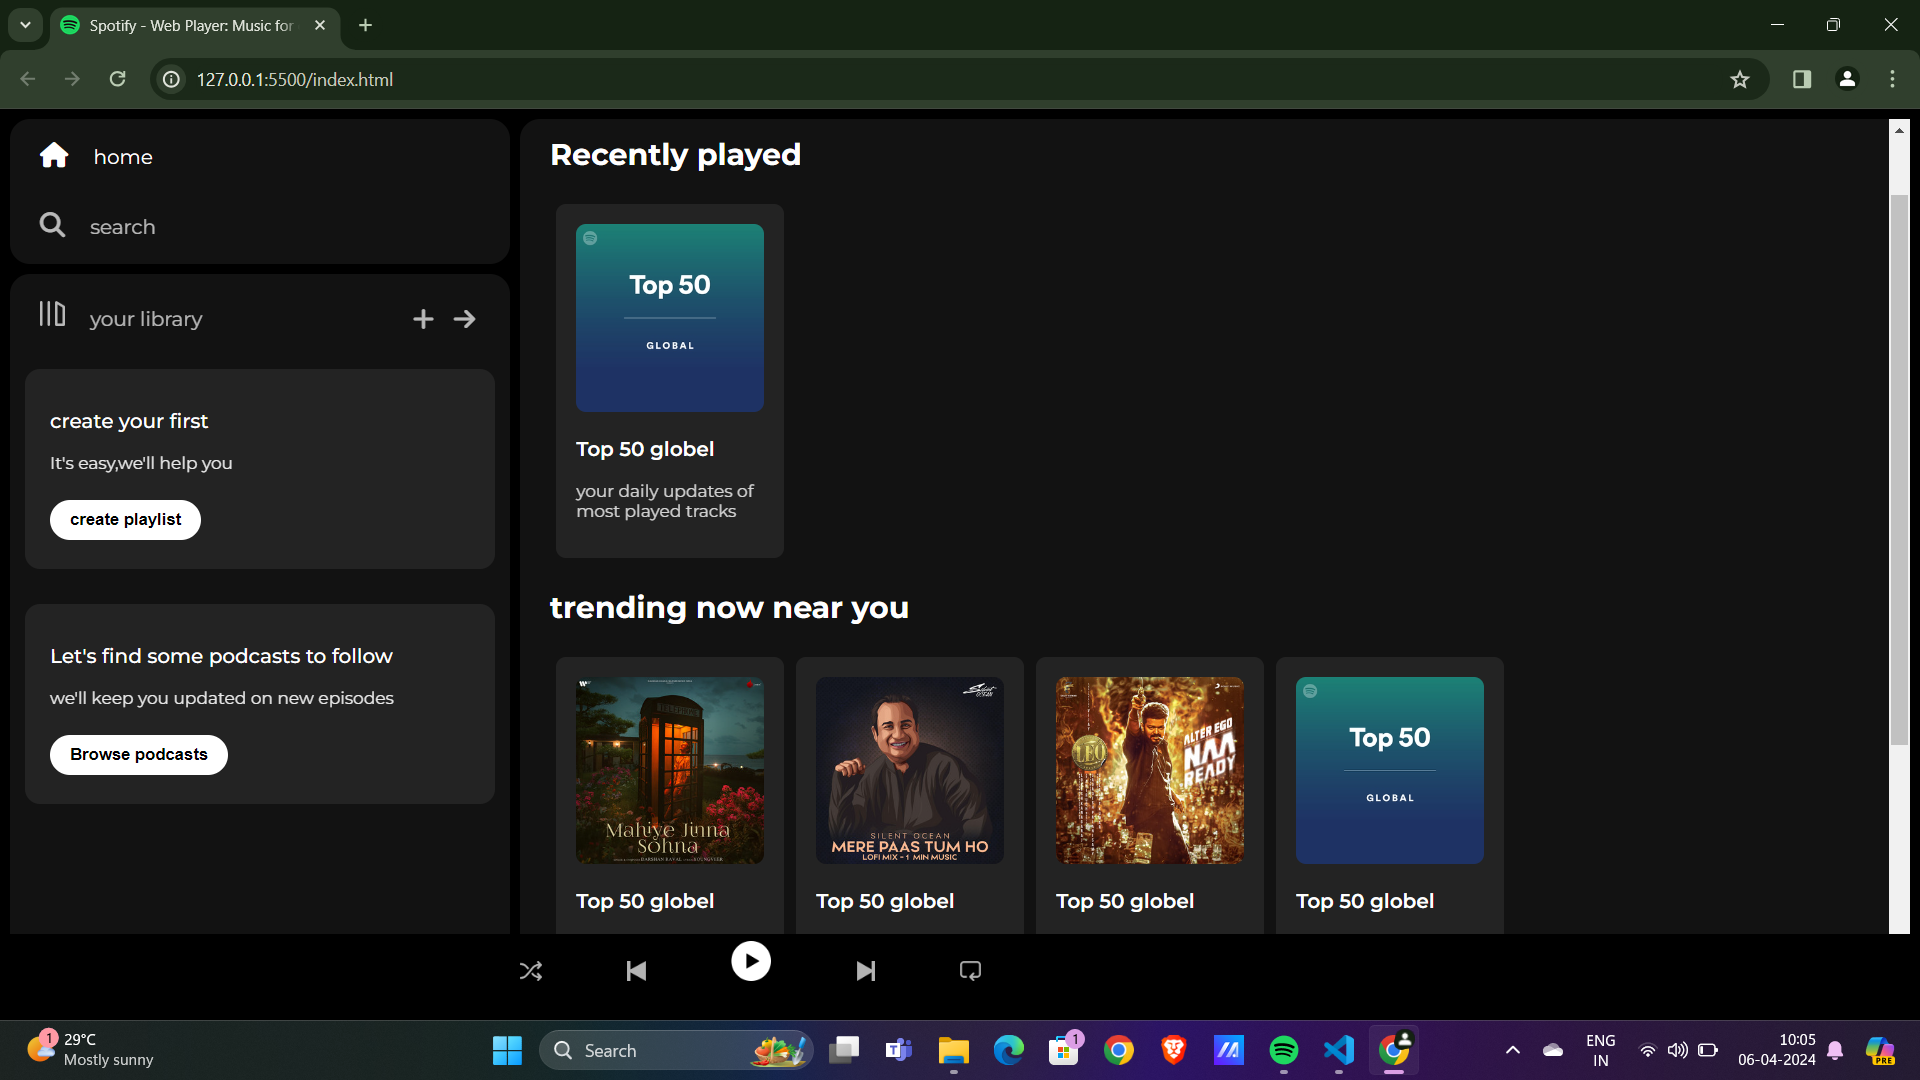 Spotify - Web Player: Music for
127.0.0.1:5500/index.html
home
search
your library
create your first
It's easy,we'll help you
create playlist
Let's find some podcasts to follow
we'll keep you updated on new episodes
Browse podcasts
Recently played
Top 50
GLOBAL
Top 50 globel
your daily updates of
most played tracks
trending now near you
Mahiye Jinna
Sohna
Silent
OCEAN
SILENT OCEAN
MERE PAAS TUM HO
LOFI MIX - 1 MIN MUSIC
LEO
ALTER EGO
NAA
READY
Top 50
GLOBAL
Top 50 globel
Top 50 globel
Top 50 globel
Top 50 globel
1
29°C
Mostly sunny
Search
1
ENG
IN
10:05
06-04-2024
PRE